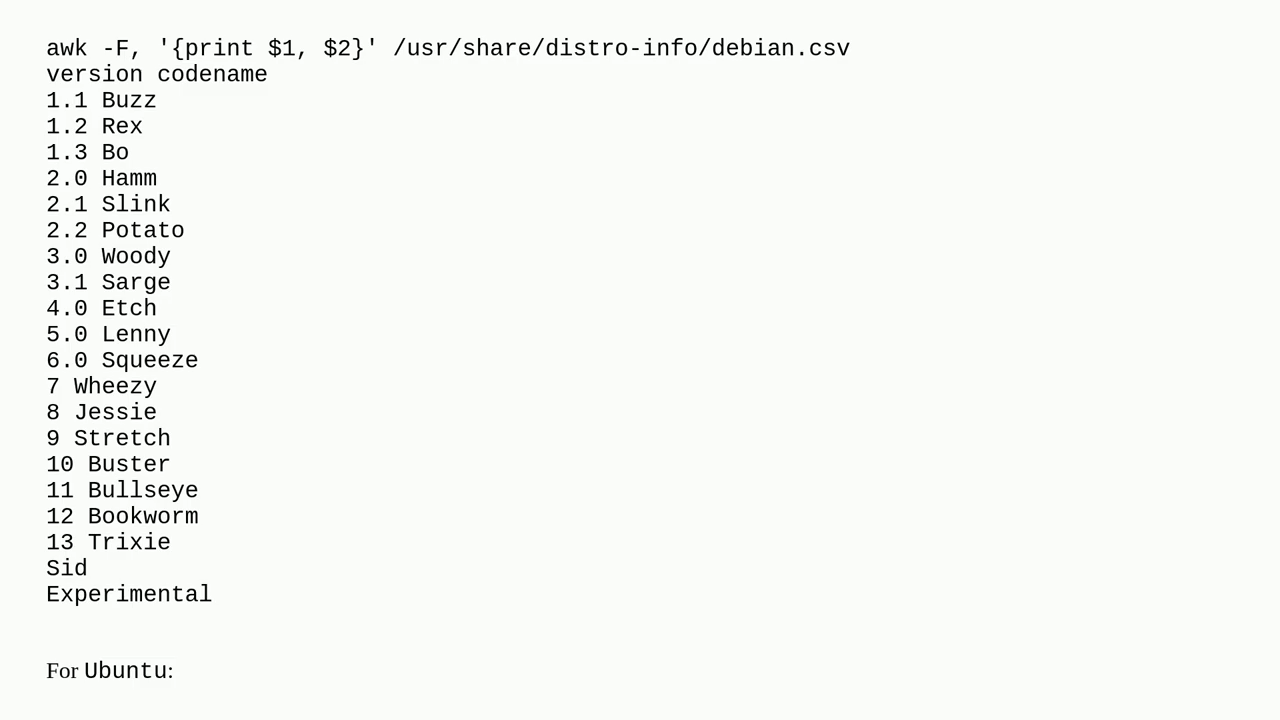 awk -F, '{print $1, $2}' /usr/share/distro-info/debian.csv
version codename
1.1 Buzz
1.2 Rex
1.3 Bo
2.0 Hamm
2.1 Slink
2.2 Potato
3.0 Woody
3.1 Sarge
4.0 Etch
5.0 Lenny
6.0 Squeeze
7 Wheezy
8 Jessie
9 Stretch
10 Buster
11 Bullseye
12 Bookworm
13 Trixie
Sid
Experimental
For Ubuntu: